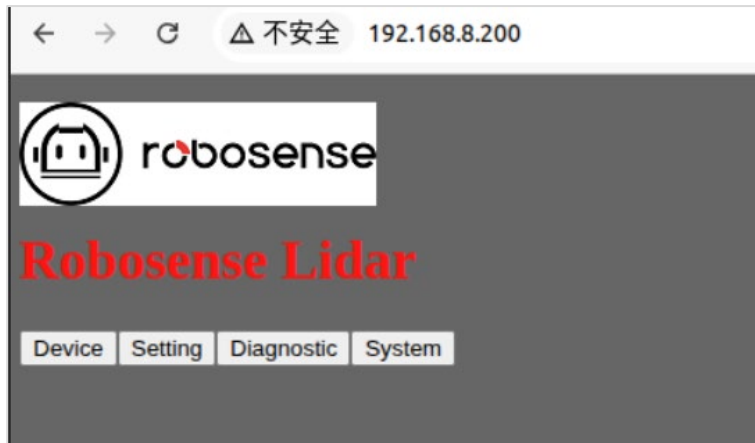 不安全 192.168.8.200
robosense
Robosense Lidar
Device Setting Diagnostic System